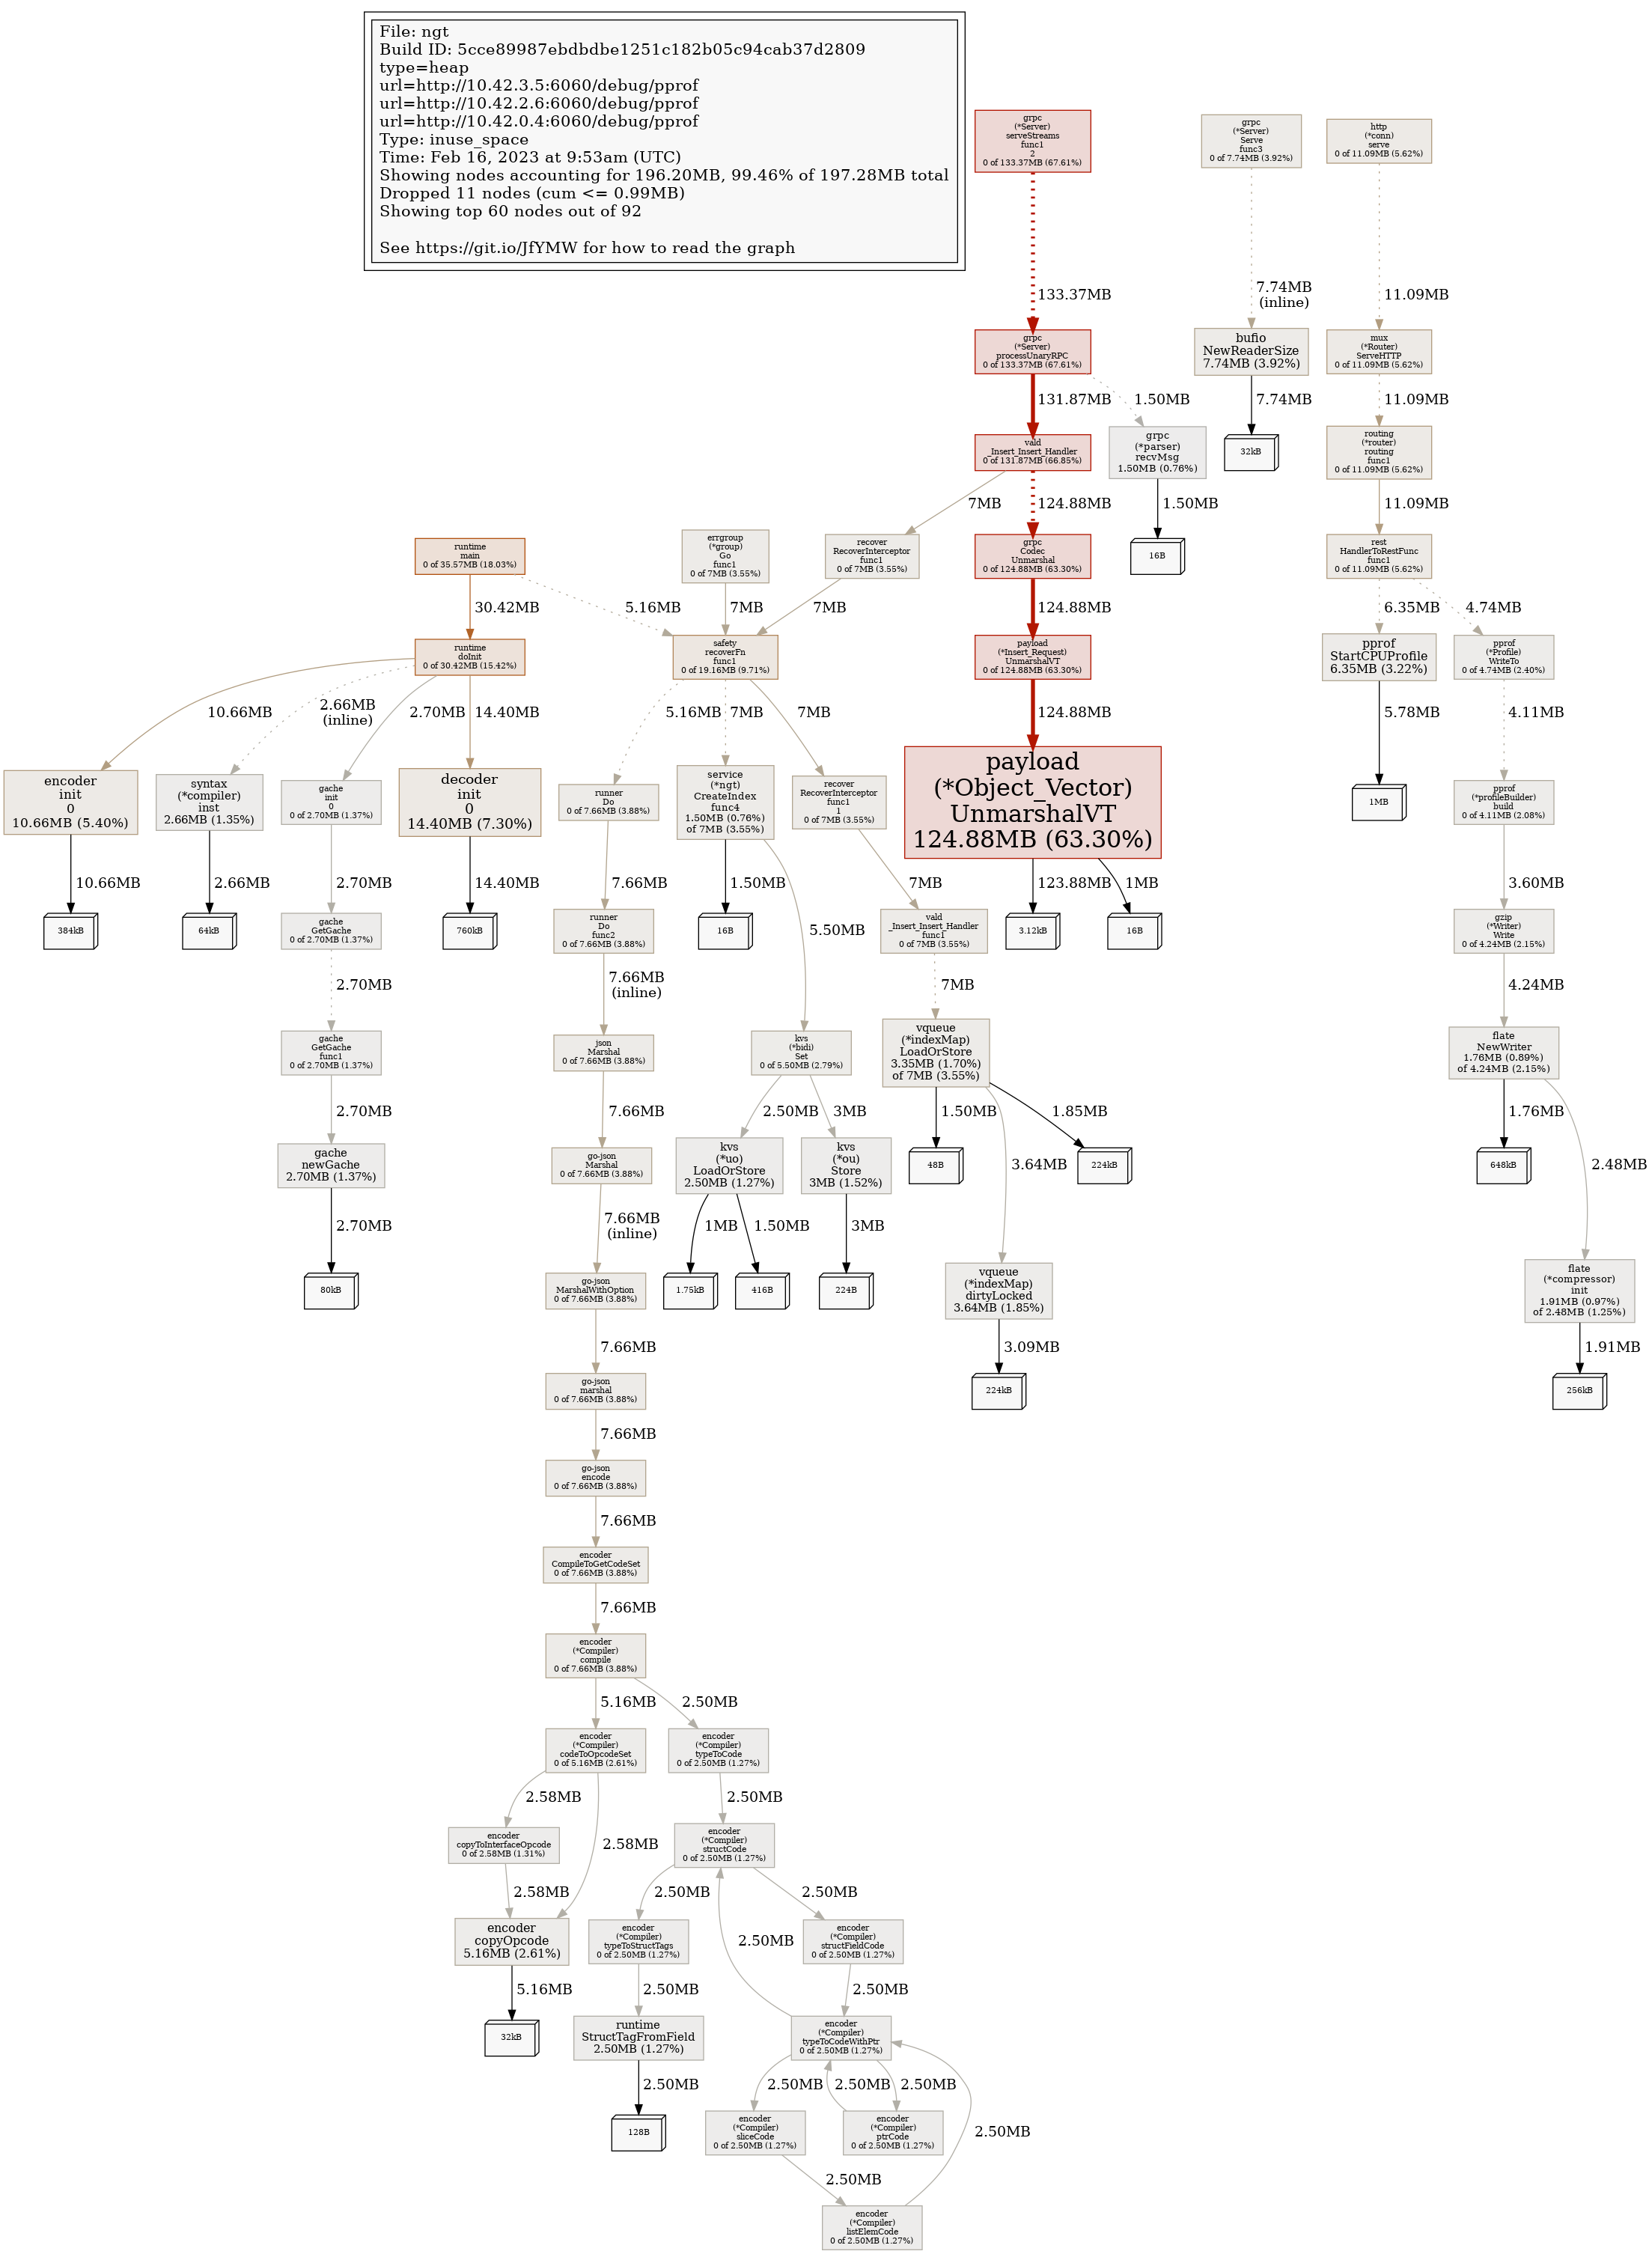 File: ngt
Build ID: 5cce89987ebdbdbe1251c182b05c94cab37d2809
type=heap
url=http://10.42.3.5:6060/debug/pprof
url=http://10.42.2.6:6060/debug/pprof
url=http://10.42.0.4:6060/debug/pprof
Type: inuse_space
Time: Feb 16, 2023 at 9:53am (UTC)
Showing nodes accounting for 196.20MB, 99.46% of 197.28MB total
Dropped 11 nodes (cum <= 0.99MB)
Showing top 60 nodes out of 92
See https://git.io/JfYMW for how to read the graph
grpc
(*Server)
serveStreams
func1
2
0 of 133.37MB (67.61%)
grpc
(*Server)
Serve
func3
0 of 7.74MB (3.92%)
http
(*conn)
serve
0 of 11.09MB (5.62%)
133.37MB
7.74MB
(inline)
11.09MB
grpc
(*Server)
processUnaryRPC
0 of 133.37MB (67.61%)
bufio
NewReaderSize
7.74MB (3.92%)
mux
(*Router)
ServeHTTP
0 of 11.09MB (5.62%)
131.87MB
1.50MB
7.74MB
11.09MB
vald
_Insert_Insert_Handler
0 of 131.87MB (66.85%)
grpc
(*parser)
recvMsg
1.50MB (0.76%)
32kB
routing
(*router)
routing
func1
0 of 11.09MB (5.62%)
7MB
124.88MB
1.50MB
11.09MB
runtime
main
0 of 35.57MB (18.03%)
errgroup
(*group)
Go
func1
0 of 7MB (3.55%)
recover
RecoverInterceptor
func1
0 of 7MB (3.55%)
grpc
Codec
Unmarshal
0 of 124.88MB (63.30%)
16B
rest
HandlerToRestFunc
func1
0 of 11.09MB (5.62%)
30.42MB
5.16MB
7MB
7MB
124.88MB
6.35MB
4.74MB
runtime
doInit
0 of 30.42MB (15.42%)
safety
recoverFn
func1
0 of 19.16MB (9.71%)
payload
(*Insert_Request)
UnmarshalVT
0 of 124.88MB (63.30%)
pprof
StartCPUProfile
6.35MB (3.22%)
pprof
(*Profile)
WriteTo
0 of 4.74MB (2.40%)
10.66MB
2.66MB
(inline)
2.70MB
14.40MB
5.16MB
7MB
7MB
124.88MB
5.78MB
4.11MB
encoder
init
0
10.66MB (5.40%)
syntax
(*compiler)
inst
2.66MB (1.35%)
gache
init
0
0 of 2.70MB (1.37%)
decoder
init
0
14.40MB (7.30%)
runner
Do
0 of 7.66MB (3.88%)
service
(*ngt)
CreateIndex
func4
1.50MB (0.76%)
of 7MB (3.55%)
recover
RecoverInterceptor
func1
1
0 of 7MB (3.55%)
payload
(*Object_Vector)
UnmarshalVT
124.88MB (63.30%)
1MB
pprof
(*profileBuilder)
build
0 of 4.11MB (2.08%)
10.66MB
2.66MB
2.70MB
14.40MB
7.66MB
1.50MB
5.50MB
7MB
123.88MB
1MB
3.60MB
384kB
64kB
gache
GetGache
0 of 2.70MB (1.37%)
760kB
runner
Do
func2
0 of 7.66MB (3.88%)
16B
vald
_Insert_Insert_Handler
func1
0 of 7MB (3.55%)
3.12kB
16B
gzip
(*Writer)
Write
0 of 4.24MB (2.15%)
2.70MB
7.66MB
(inline)
7MB
4.24MB
gache
GetGache
func1
0 of 2.70MB (1.37%)
json
Marshal
0 of 7.66MB (3.88%)
kvs
(*bidi)
Set
0 of 5.50MB (2.79%)
vqueue
(*indexMap)
LoadOrStore
3.35MB (1.70%)
of 7MB (3.55%)
flate
NewWriter
1.76MB (0.89%)
of 4.24MB (2.15%)
2.70MB
7.66MB
2.50MB
3MB
1.50MB
3.64MB
1.85MB
1.76MB
2.48MB
gache
newGache
2.70MB (1.37%)
go-json
Marshal
0 of 7.66MB (3.88%)
kvs
(*uo)
LoadOrStore
2.50MB (1.27%)
kvs
(*ou)
Store
3MB (1.52%)
48B
224kB
648kB
2.70MB
7.66MB
(inline)
1MB
1.50MB
3MB
80kB
go-json
MarshalWithOption
0 of 7.66MB (3.88%)
1.75kB
416B
224B
vqueue
(*indexMap)
dirtyLocked
3.64MB (1.85%)
flate
(*compressor)
init
1.91MB (0.97%)
of 2.48MB (1.25%)
7.66MB
3.09MB
1.91MB
go-json
marshal
0 of 7.66MB (3.88%)
224kB
256kB
7.66MB
go-json
encode
0 of 7.66MB (3.88%)
7.66MB
encoder
CompileToGetCodeSet
0 of 7.66MB (3.88%)
7.66MB
encoder
(*Compiler)
compile
0 of 7.66MB (3.88%)
5.16MB
2.50MB
encoder
(*Compiler)
codeToOpcodeSet
0 of 5.16MB (2.61%)
encoder
(*Compiler)
typeToCode
0 of 2.50MB (1.27%)
2.58MB
2.58MB
2.50MB
encoder
copyToInterfaceOpcode
0 of 2.58MB (1.31%)
encoder
(*Compiler)
structCode
0 of 2.50MB (1.27%)
2.58MB
2.50MB
2.50MB
2.50MB
encoder
copyOpcode
5.16MB (2.61%)
encoder
(*Compiler)
typeToStructTags
0 of 2.50MB (1.27%)
encoder
(*Compiler)
structFieldCode
0 of 2.50MB (1.27%)
5.16MB
2.50MB
2.50MB
32kB
runtime
StructTagFromField
2.50MB (1.27%)
encoder
(*Compiler)
typeToCodeWithPtr
0 of 2.50MB (1.27%)
2.50MB
2.50MB
2.50MB
2.50MB
2.50MB
128B
encoder
(*Compiler)
sliceCode
0 of 2.50MB (1.27%)
encoder
(*Compiler)
ptrCode
0 of 2.50MB (1.27%)
2.50MB
encoder
(*Compiler)
listElemCode
0 of 2.50MB (1.27%)